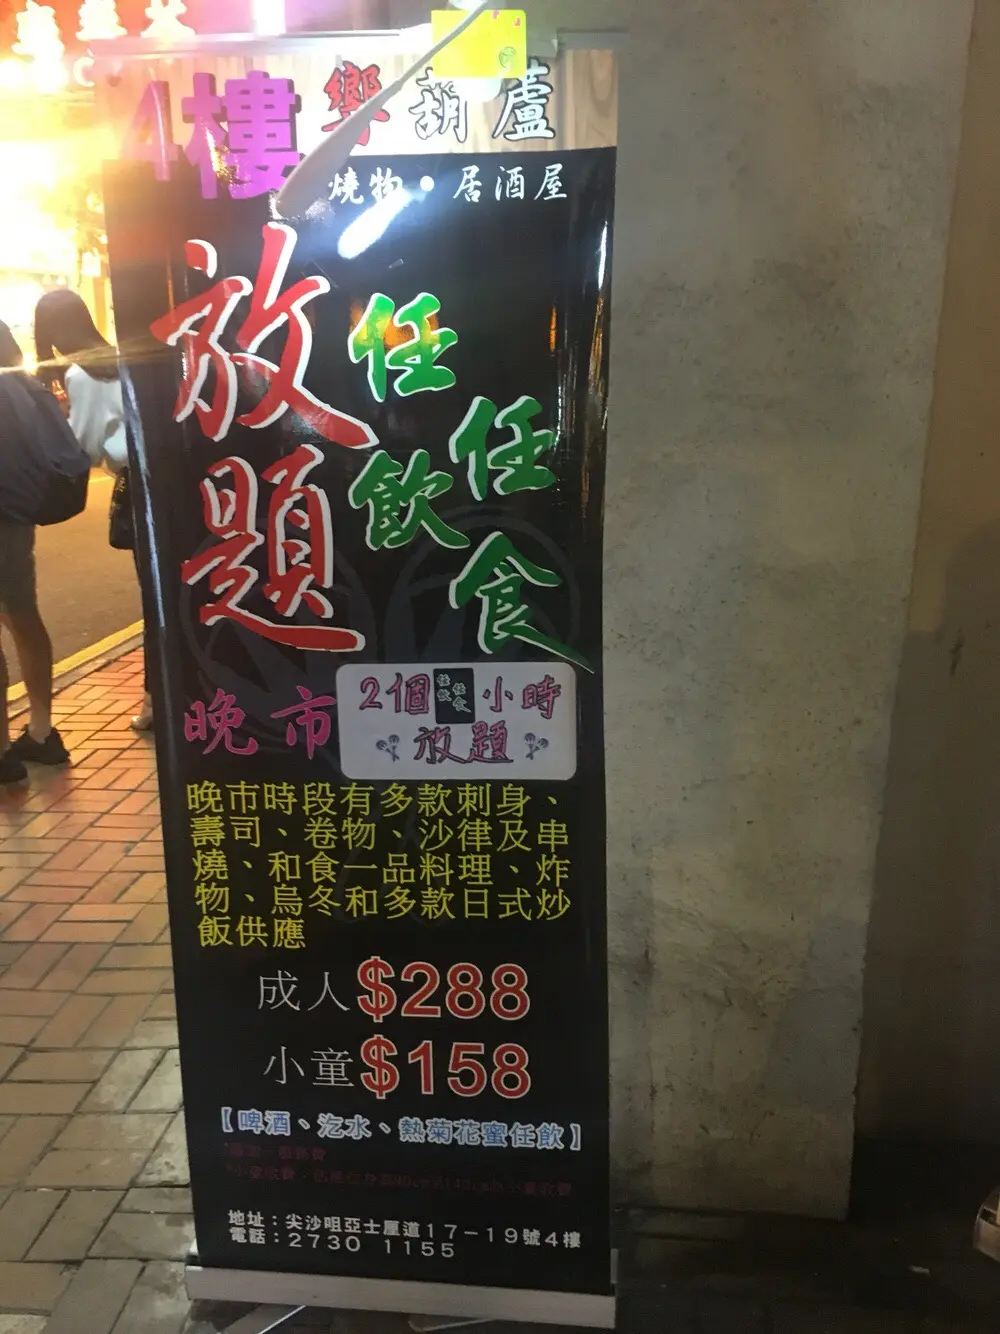 4樓
響葫蘆
燒物・居酒屋
放題
任飲
任食
晚市
2個小時
任飲
任食
放題
晚市時段有多款刺身、
壽司、卷物、沙律及串
燒、和食一品料理、炸
物、烏冬和多款日式炒
飯供應
成人$288
小童$158
【啤酒、汽水、熱菊花蜜任飲】
地址：尖沙咀亞士厘道17－19號4樓
電話：2730 1155